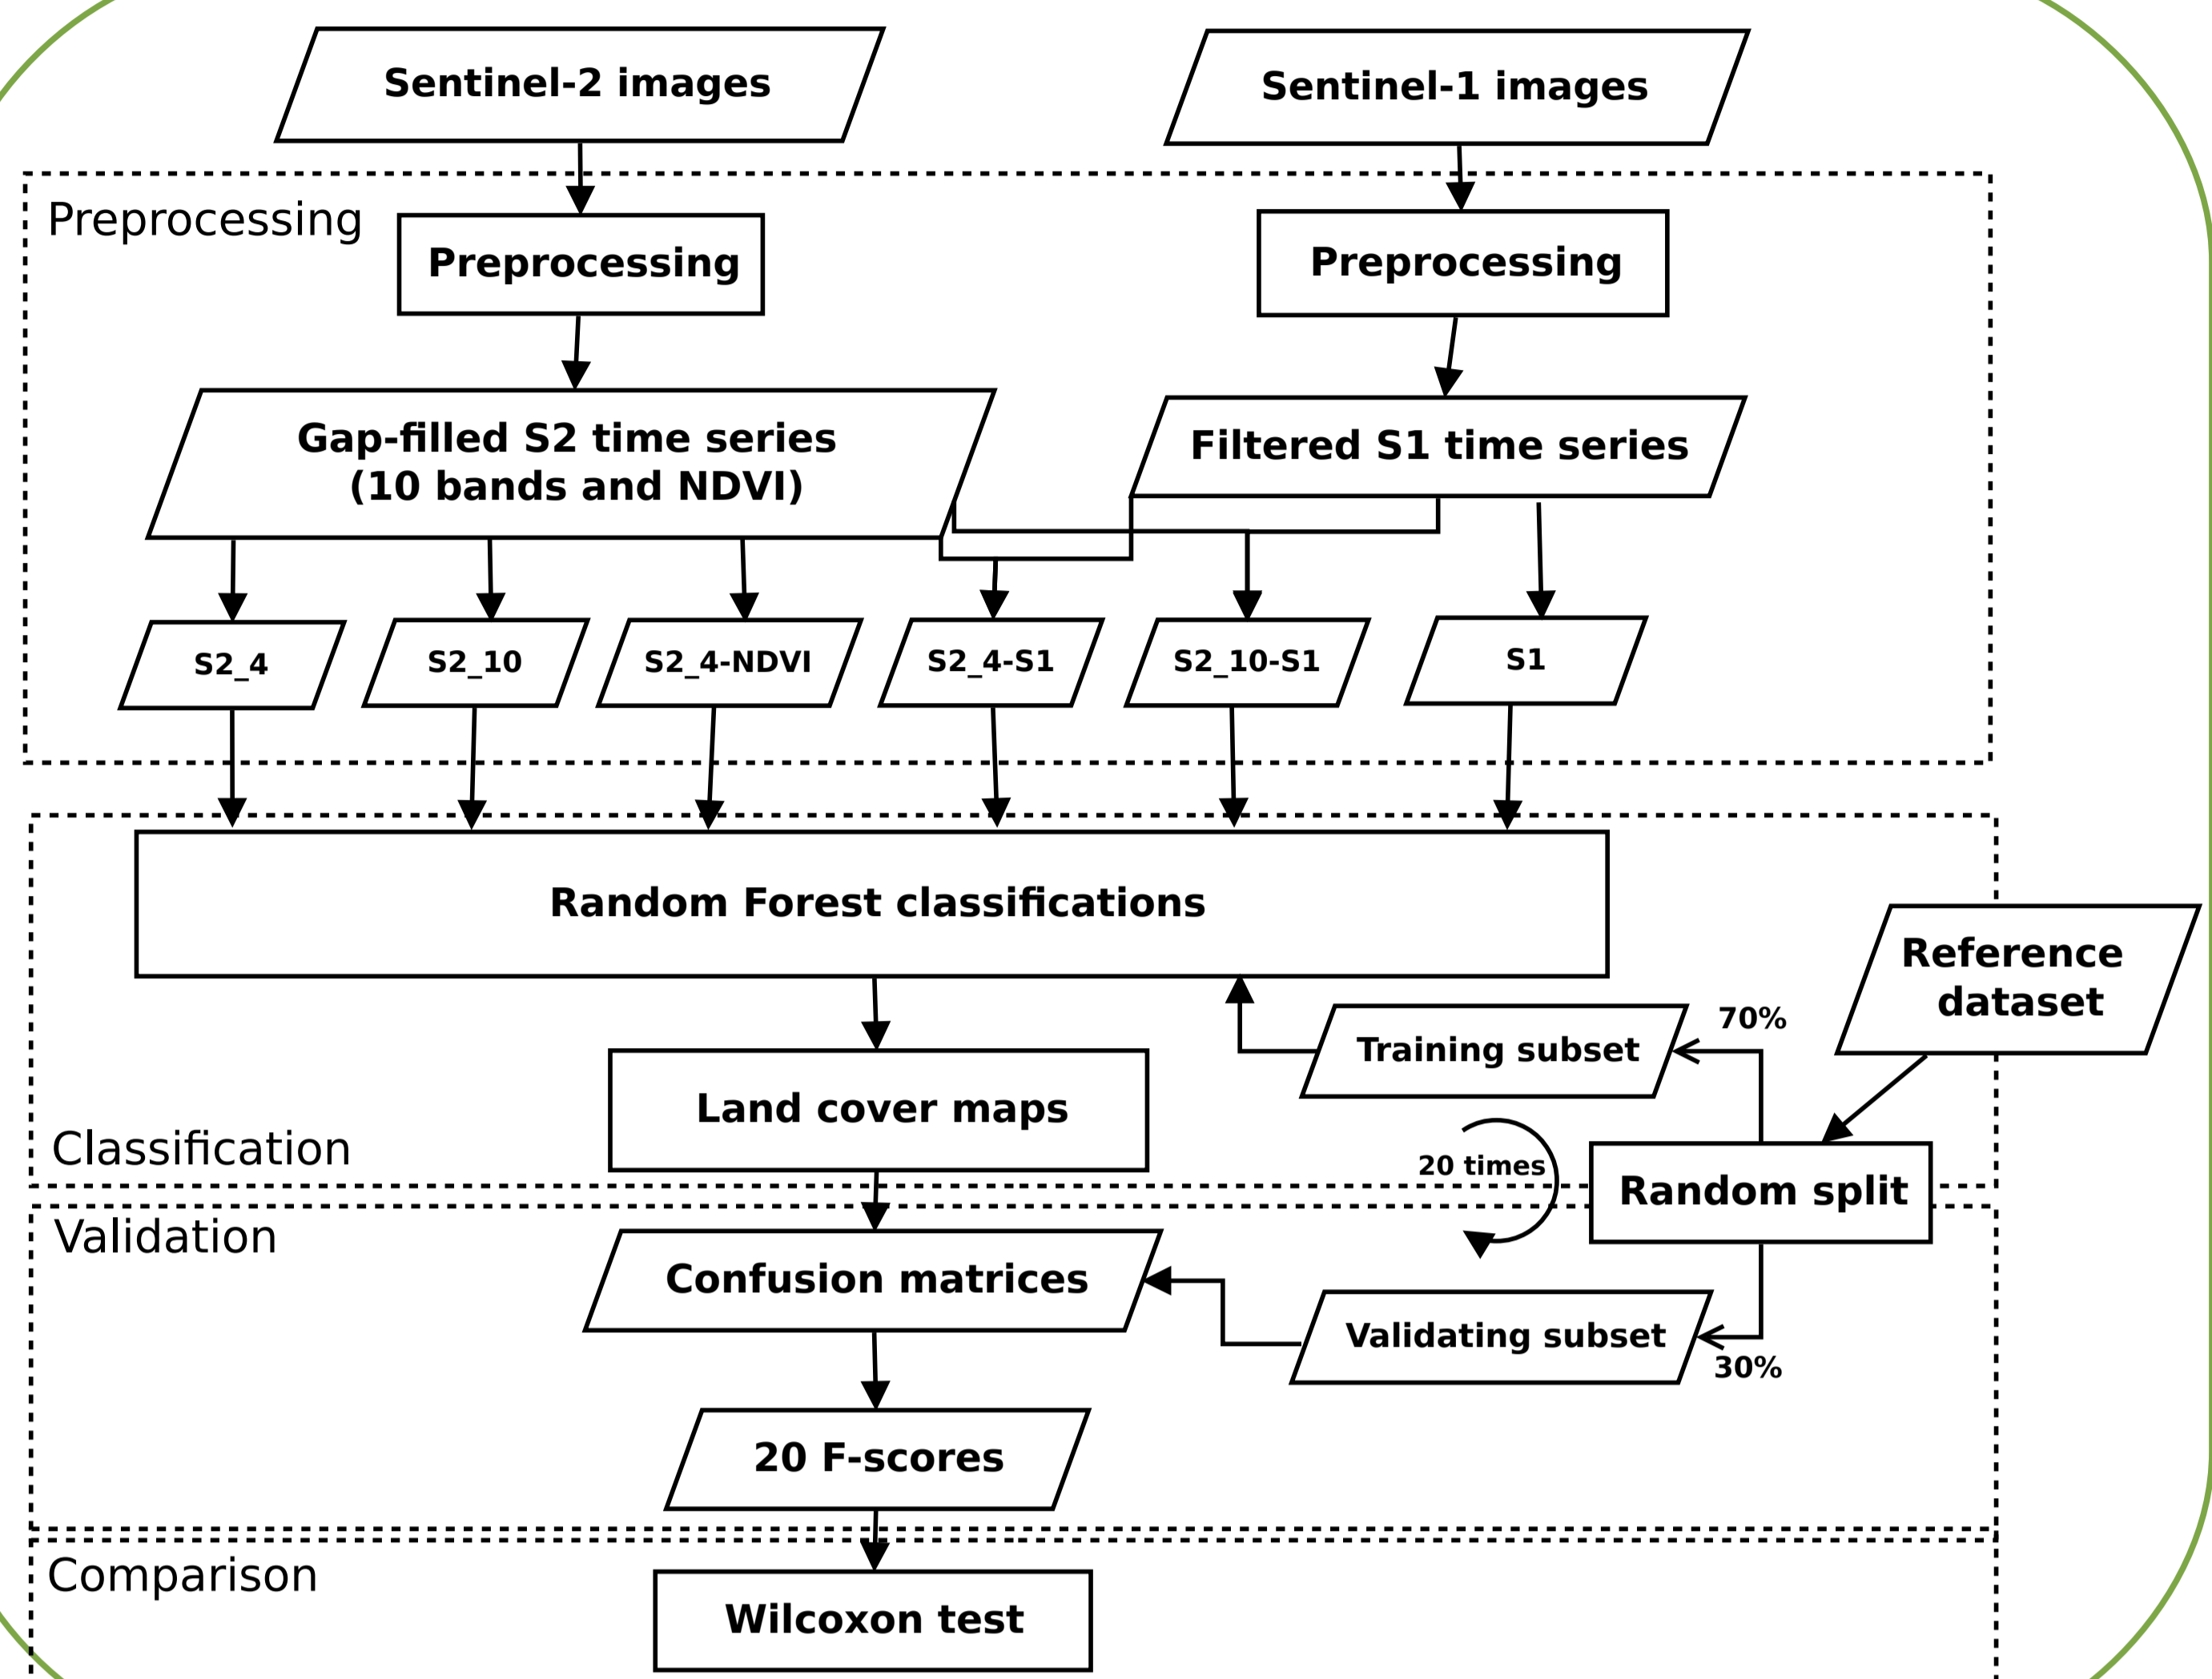 Sentinel-2 images
Sentinel-1 images
Preprocessing
Preprocessing
Preprocessing
Gap-filled S2 time series
(10 bands and NDVI)
Filtered S1 time series
S2_4
S2_10
S2_4-NDVI
S2_4-S1
S2_10-S1
S1
Random Forest classifications
Reference
dataset
Training subset
70%
Land cover maps
Classification
20 times
Random split
Validation
Confusion matrices
Validating subset
30%
20 F-scores
Comparison
Wilcoxon test